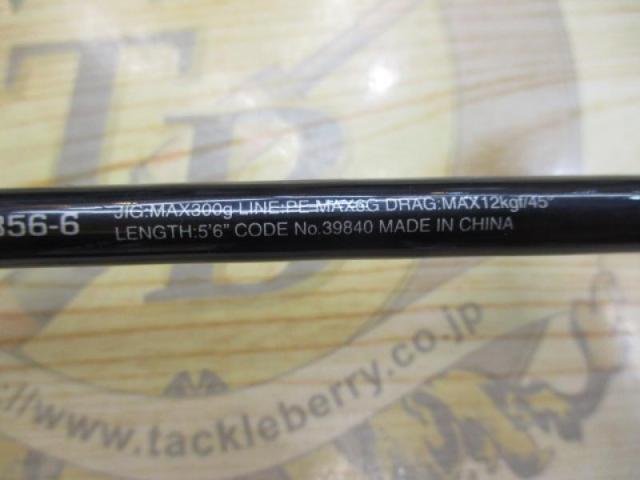 TB
356-6
JIG:MAX300g LINE:PE MAX6G DRAG:MAX12kgf/45°
LENGTH:5'6" CODE No.39840 MADE IN CHINA
://www.tackleberry.co.jp